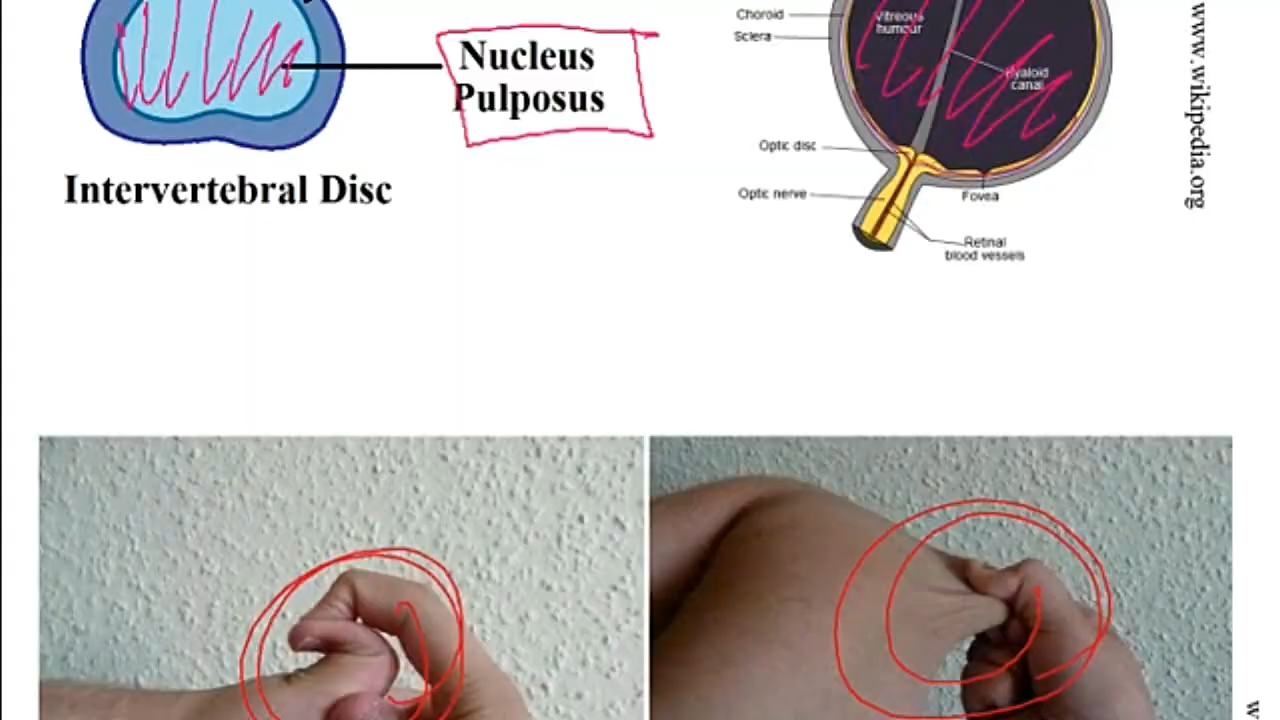 Nucleus
Pulposus
Intervertebral Disc
Choroid
Sclera
Vitreous
humour
Hyaloid
canal
Optic disc
Optic nerve
Fovea
Retinal
blood vessels
www.wikipedia.org
w